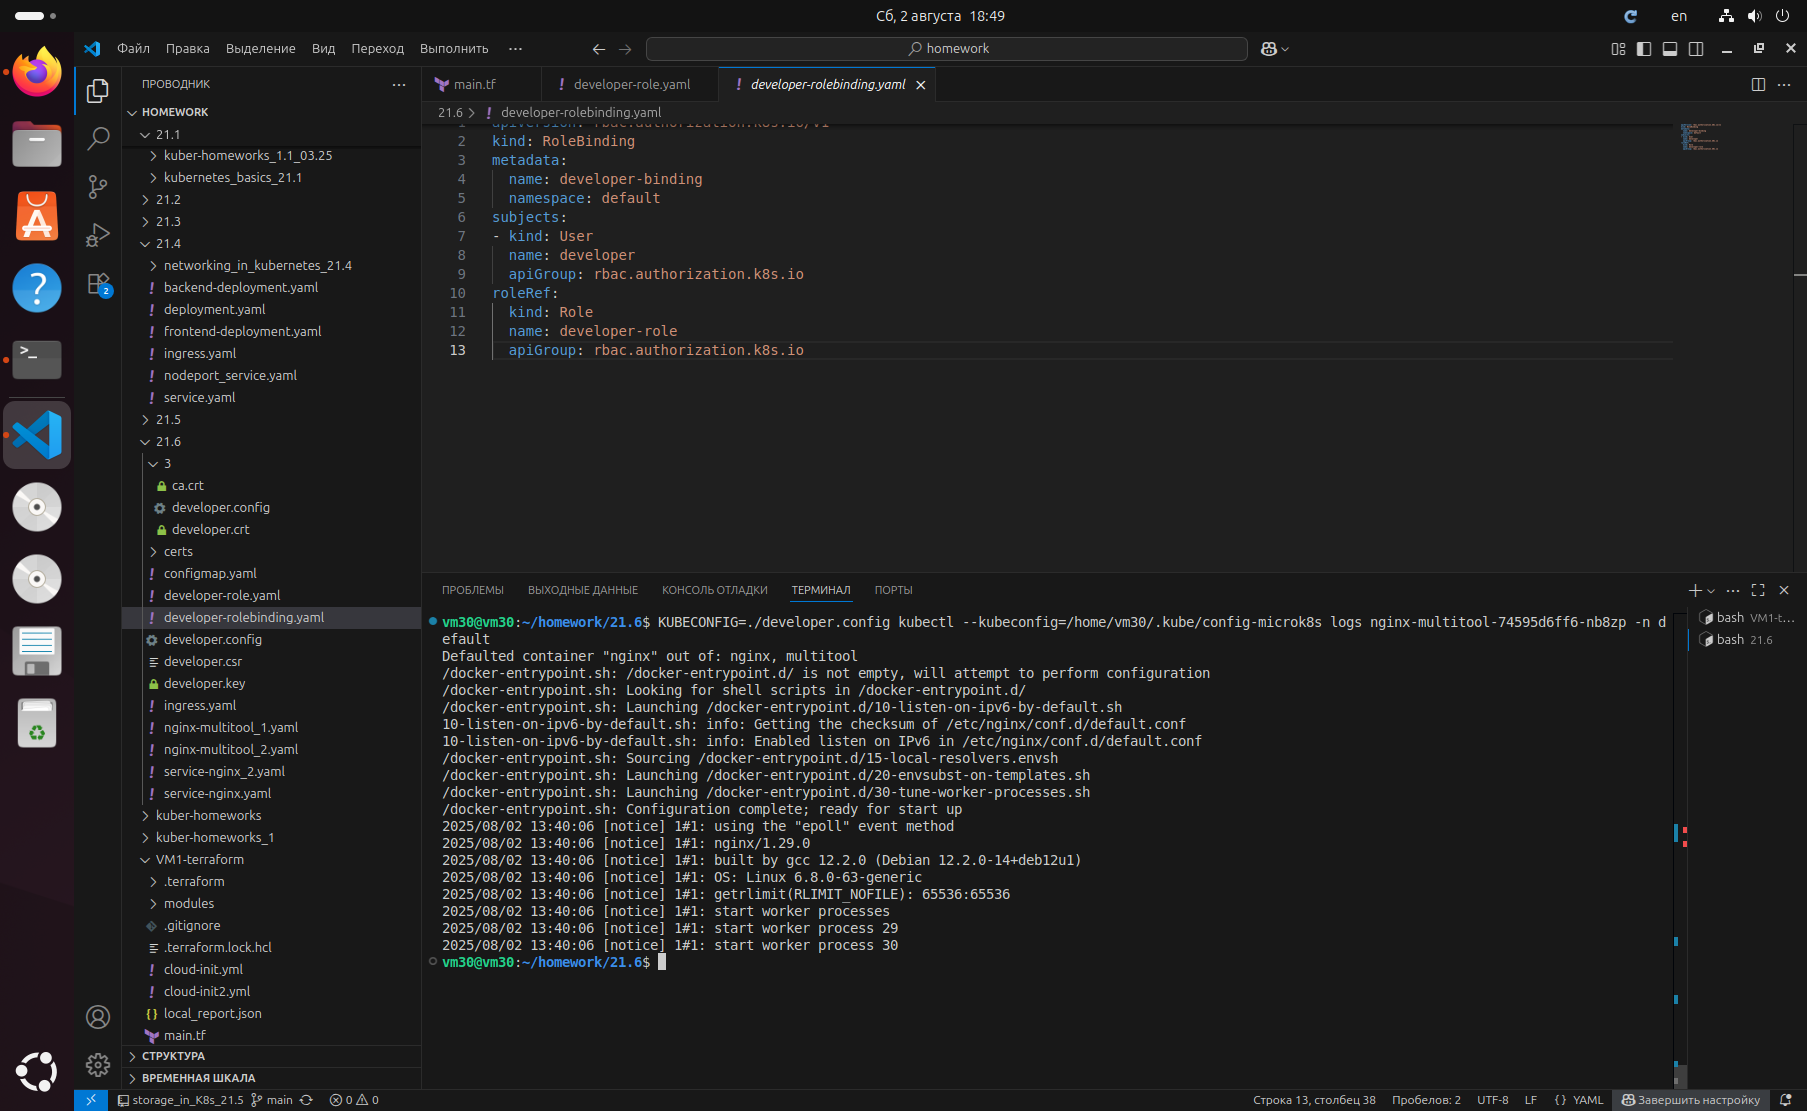 Сб, 2 августа 18:49
en
Файл Правка Выделение Вид Переход Выполнить ···
homework
ПРОВОДНИК
HOMEWORK
21.1
kuber-homeworks_1.1_03.25
kubernetes_basics_21.1
21.2
21.3
21.4
networking_in_kubernetes_21.4
backend-deployment.yaml
deployment.yaml
frontend-deployment.yaml
ingress.yaml
nodeport_service.yaml
service.yaml
21.5
21.6
3
ca.crt
developer.config
developer.crt
certs
configmap.yaml
developer-role.yaml
developer-rolebinding.yaml
developer.config
developer.csr
developer.key
ingress.yaml
nginx-multitool_1.yaml
nginx-multitool_2.yaml
service-nginx_2.yaml
service-nginx.yaml
kuber-homeworks
kuber-homeworks_1
VM1-terraform
.terraform
modules
.gitignore
.terraform.lock.hcl
cloud-init.yml
cloud-init2.yml
local_report.json
main.tf
СТРУКТУРА
ВРЕМЕННАЯ ШКАЛА
main.tf
developer-role.yaml
developer-rolebinding.yaml
21.6 > developer-rolebinding.yaml
1 apiVersion: rbac.authorization.k8s.io/v1
2 kind: RoleBinding
3 metadata:
4 name: developer-binding
5 namespace: default
6 subjects:
7 - kind: User
8 name: developer
9 apiGroup: rbac.authorization.k8s.io
10 roleRef:
11 kind: Role
12 name: developer-role
13 apiGroup: rbac.authorization.k8s.io
ПРОБЛЕМЫ ВЫХОДНЫЕ ДАННЫЕ КОНСОЛЬ ОТЛАДКИ ТЕРМИНАЛ ПОРТЫ
vm30@vm30:~/homework/21.6$ KUBECONFIG=./developer.config kubectl --kubeconfig=/home/vm30/.kube/config-microk8s logs nginx-multitool-74595d6ff6-nb8zp -n d
efault
Defaulted container "nginx" out of: nginx, multitool
/docker-entrypoint.sh: /docker-entrypoint.d/ is not empty, will attempt to perform configuration
/docker-entrypoint.sh: Looking for shell scripts in /docker-entrypoint.d/
/docker-entrypoint.sh: Launching /docker-entrypoint.d/10-listen-on-ipv6-by-default.sh
10-listen-on-ipv6-by-default.sh: info: Getting the checksum of /etc/nginx/conf.d/default.conf
10-listen-on-ipv6-by-default.sh: info: Enabled listen on IPv6 in /etc/nginx/conf.d/default.conf
/docker-entrypoint.sh: Sourcing /docker-entrypoint.d/15-local-resolvers.envsh
/docker-entrypoint.sh: Launching /docker-entrypoint.d/20-envsubst-on-templates.sh
/docker-entrypoint.sh: Launching /docker-entrypoint.d/30-tune-worker-processes.sh
/docker-entrypoint.sh: Configuration complete; ready for start up
2025/08/02 13:40:06 [notice] 1#1: using the "epoll" event method
2025/08/02 13:40:06 [notice] 1#1: nginx/1.29.0
2025/08/02 13:40:06 [notice] 1#1: built by gcc 12.2.0 (Debian 12.2.0-14+deb12u1)
2025/08/02 13:40:06 [notice] 1#1: OS: Linux 6.8.0-63-generic
2025/08/02 13:40:06 [notice] 1#1: getrlimit(RLIMIT_NOFILE): 65536:65536
2025/08/02 13:40:06 [notice] 1#1: start worker processes
2025/08/02 13:40:06 [notice] 1#1: start worker process 29
2025/08/02 13:40:06 [notice] 1#1: start worker process 30
vm30@vm30:~/homework/21.6$
bash VM1-t...
bash 21.6
2
storage_in_K8s_21.5 main 0 0
Строка 13, столбец 38 Пробелов: 2 UTF-8 LF {} YAML Завершить настройку